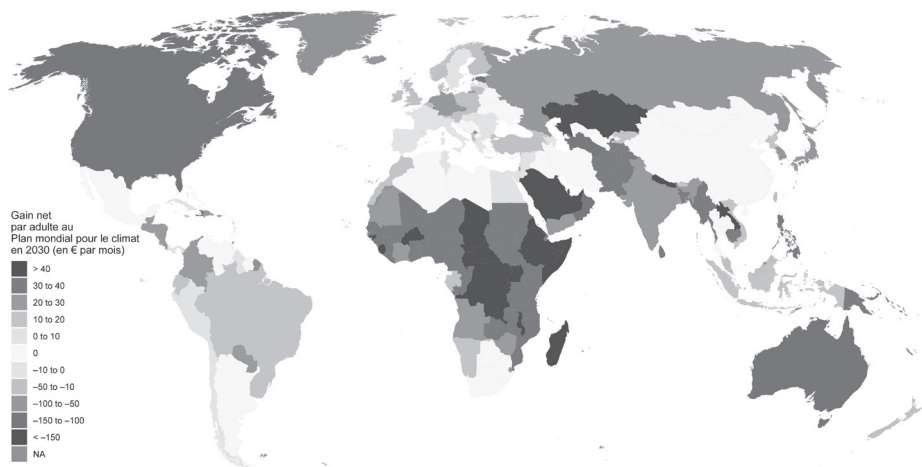 Gain net
par adulte au
Plan mondial pour le climat
en 2030 (en € par mois)
> 40
30 to 40
20 to 30
10 to 20
0 to 10
0
–10 to 0
–50 to –10
–100 to –50
–150 to –100
< –150
NA